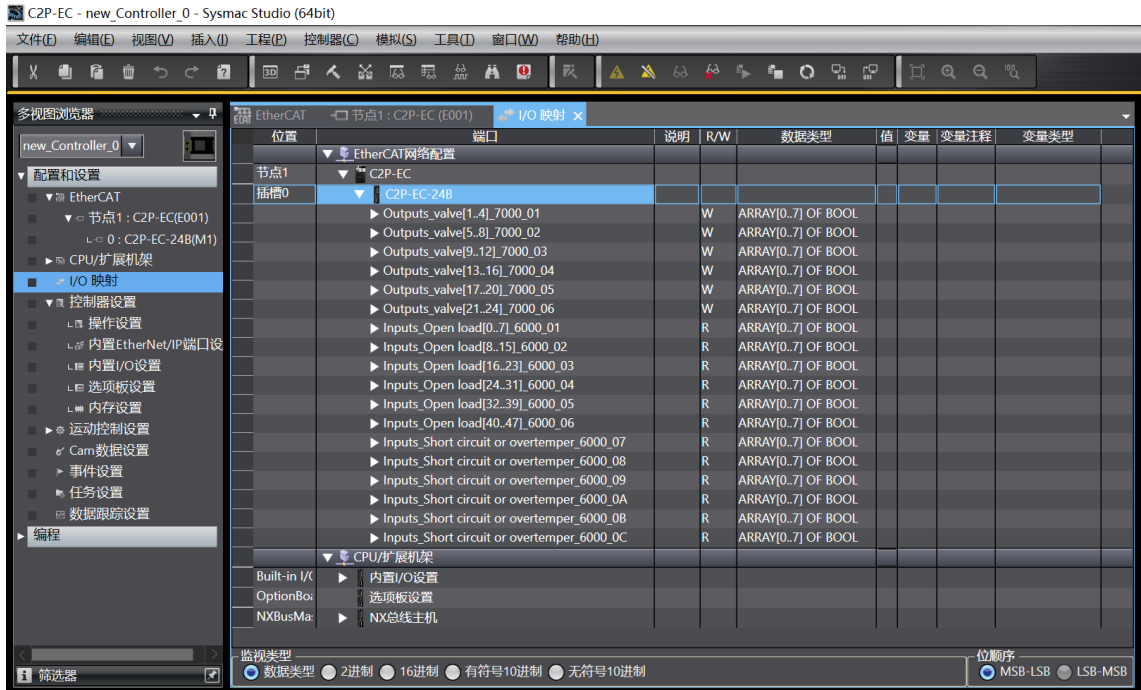 C2P-EC - new_Controller_0 - Sysmac Studio (64bit)
文件(F) 编辑(E) 视图(V) 插入(I) 工程(P) 控制器(C) 模拟(S) 工具(T) 窗口(W) 帮助(H)
多视图浏览器
new_Controller_0
配置和设置
EtherCAT
节点1 : C2P-EC(E001)
0 : C2P-EC-24B(M1)
CPU/扩展机架
I/O 映射
控制器设置
操作设置
内置EtherNet/IP端口设
内置I/O设置
选项板设置
内存设置
运动控制设置
Cam数据设置
事件设置
任务设置
数据跟踪设置
编程
筛选器
EtherCAT 节点1 : C2P-EC (E001) I/O 映射
位置 端口 说明 R/W 数据类型 值 变量 变量注释 变量类型
EtherCAT网络配置
节点1 C2P-EC
插槽0 C2P-EC-24B
Outputs_valve[1..4]_7000_01 W ARRAY[0..7] OF BOOL
Outputs_valve[5..8]_7000_02 W ARRAY[0..7] OF BOOL
Outputs_valve[9..12]_7000_03 W ARRAY[0..7] OF BOOL
Outputs_valve[13..16]_7000_04 W ARRAY[0..7] OF BOOL
Outputs_valve[17..20]_7000_05 W ARRAY[0..7] OF BOOL
Outputs_valve[21..24]_7000_06 W ARRAY[0..7] OF BOOL
Inputs_Open load[0..7]_6000_01 R ARRAY[0..7] OF BOOL
Inputs_Open load[8..15]_6000_02 R ARRAY[0..7] OF BOOL
Inputs_Open load[16..23]_6000_03 R ARRAY[0..7] OF BOOL
Inputs_Open load[24..31]_6000_04 R ARRAY[0..7] OF BOOL
Inputs_Open load[32..39]_6000_05 R ARRAY[0..7] OF BOOL
Inputs_Open load[40..47]_6000_06 R ARRAY[0..7] OF BOOL
Inputs_Short circuit or overtemper_6000_07 R ARRAY[0..7] OF BOOL
Inputs_Short circuit or overtemper_6000_08 R ARRAY[0..7] OF BOOL
Inputs_Short circuit or overtemper_6000_09 R ARRAY[0..7] OF BOOL
Inputs_Short circuit or overtemper_6000_0A R ARRAY[0..7] OF BOOL
Inputs_Short circuit or overtemper_6000_0B R ARRAY[0..7] OF BOOL
Inputs_Short circuit or overtemper_6000_0C R ARRAY[0..7] OF BOOL
CPU/扩展机架
Built-in I/( 内置I/O设置
OptionBo 选项板设置
NXBusMa NX总线主机
监视类型
数据类型 2进制 16进制 有符号10进制 无符号10进制
位顺序
MSB-LSB LSB-MSB